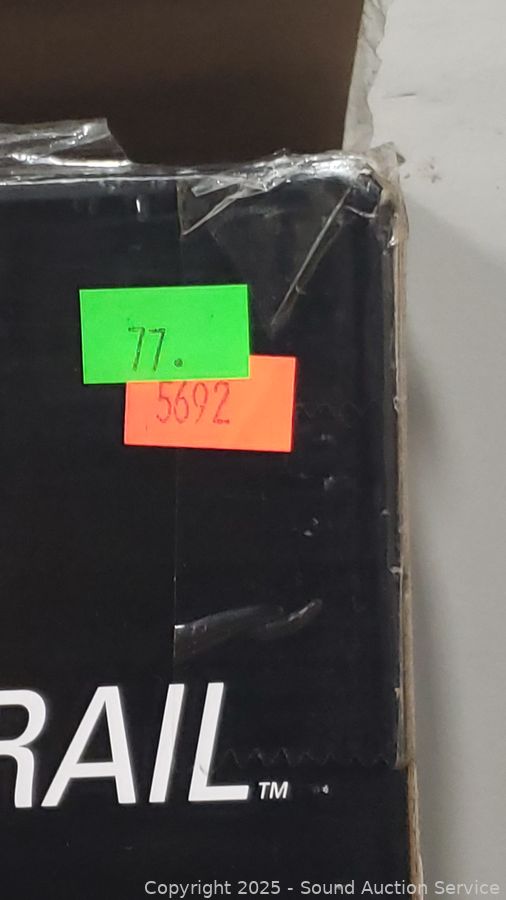 77.
5692
RAIL™
Copyright 2025 - Sound Auction Service